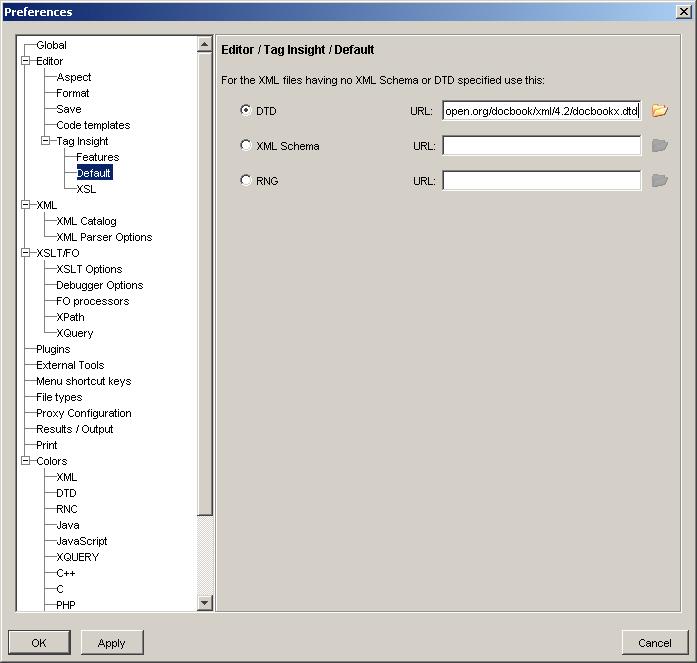 Preferences
Global
Editor
Aspect
Format
Save
Code templates
Tag Insight
Features
Default
XSL
XML
XML Catalog
XML Parser Options
XSLT/FO
XSLT Options
Debugger Options
FO processors
XPath
XQuery
Plugins
External Tools
Menu shortcut keys
File types
Proxy Configuration
Results / Output
Print
Colors
XML
DTD
RNC
Java
JavaScript
XQUERY
C++
C
PHP
Editor / Tag Insight / Default
For the XML files having no XML Schema or DTD specified use this:
DTD URL: open.org/docbook/xml/4.2/docbookx.dtd
XML Schema URL:
RNG URL:
OK Apply Cancel